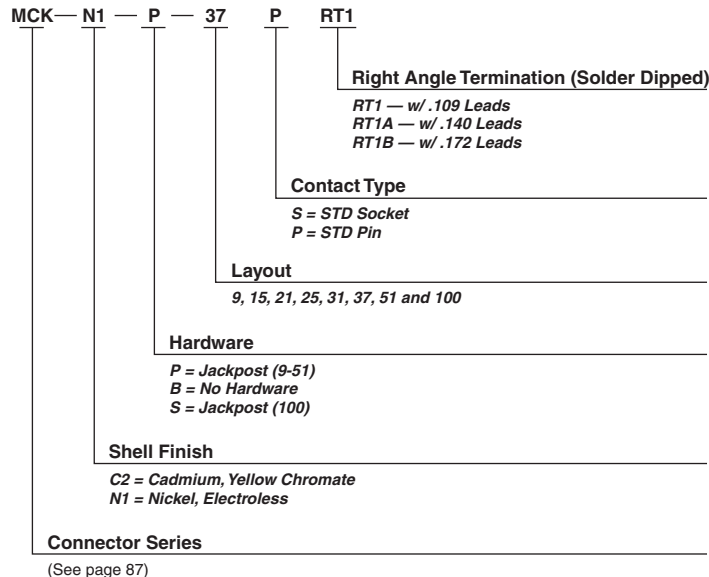 MCK — N1 — P — 37 P RT1
Right Angle Termination (Solder Dipped)
RT1 — w/ .109 Leads
RT1A — w/ .140 Leads
RT1B — w/ .172 Leads
Contact Type
S = STD Socket
P = STD Pin
Layout
9, 15, 21, 25, 31, 37, 51 and 100
Hardware
P = Jackpost (9-51)
B = No Hardware
S = Jackpost (100)
Shell Finish
C2 = Cadmium, Yellow Chromate
N1 = Nickel, Electroless
Connector Series
(See page 87)